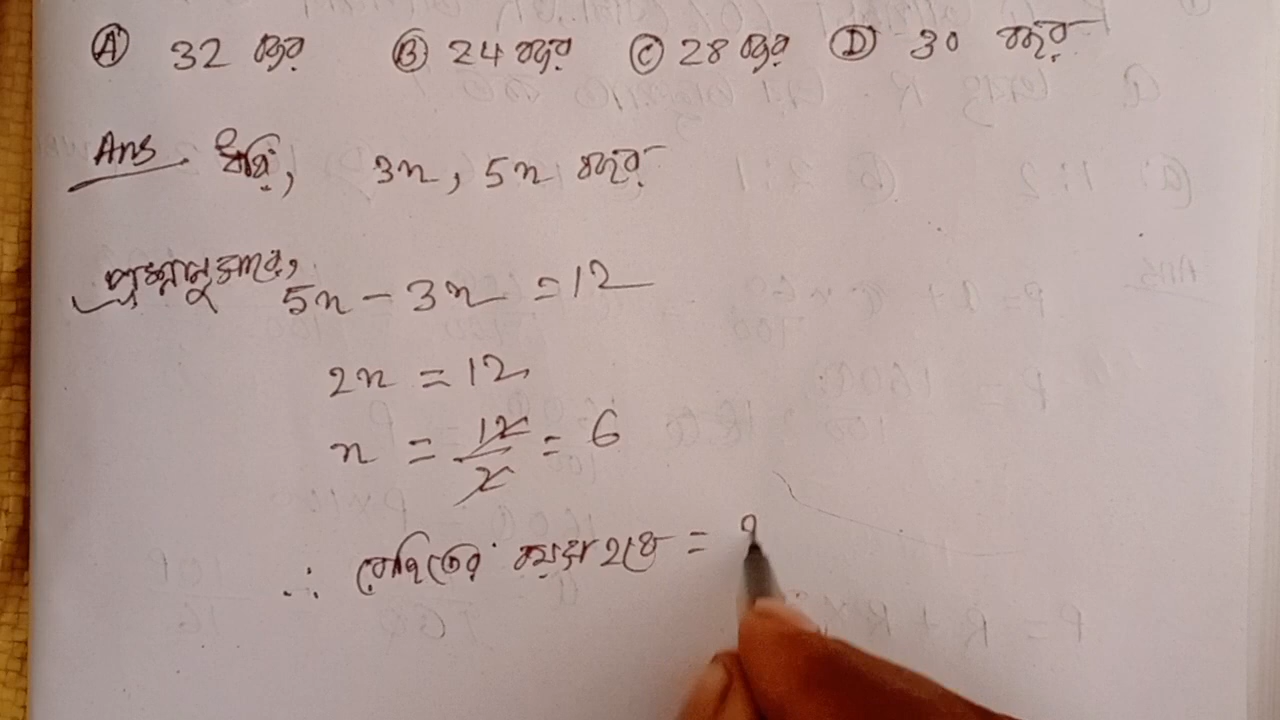 Ⓐ 32 বছর Ⓑ 24 বছর Ⓒ 28 বছর Ⓓ 30 বছর
Ans. ধরি, 3x, 5x বছর
প্রশ্নানুসারে,
5x - 3x = 12
2x = 12
x = 12/2 = 6
∴ রোহিতের বয়স হবে =